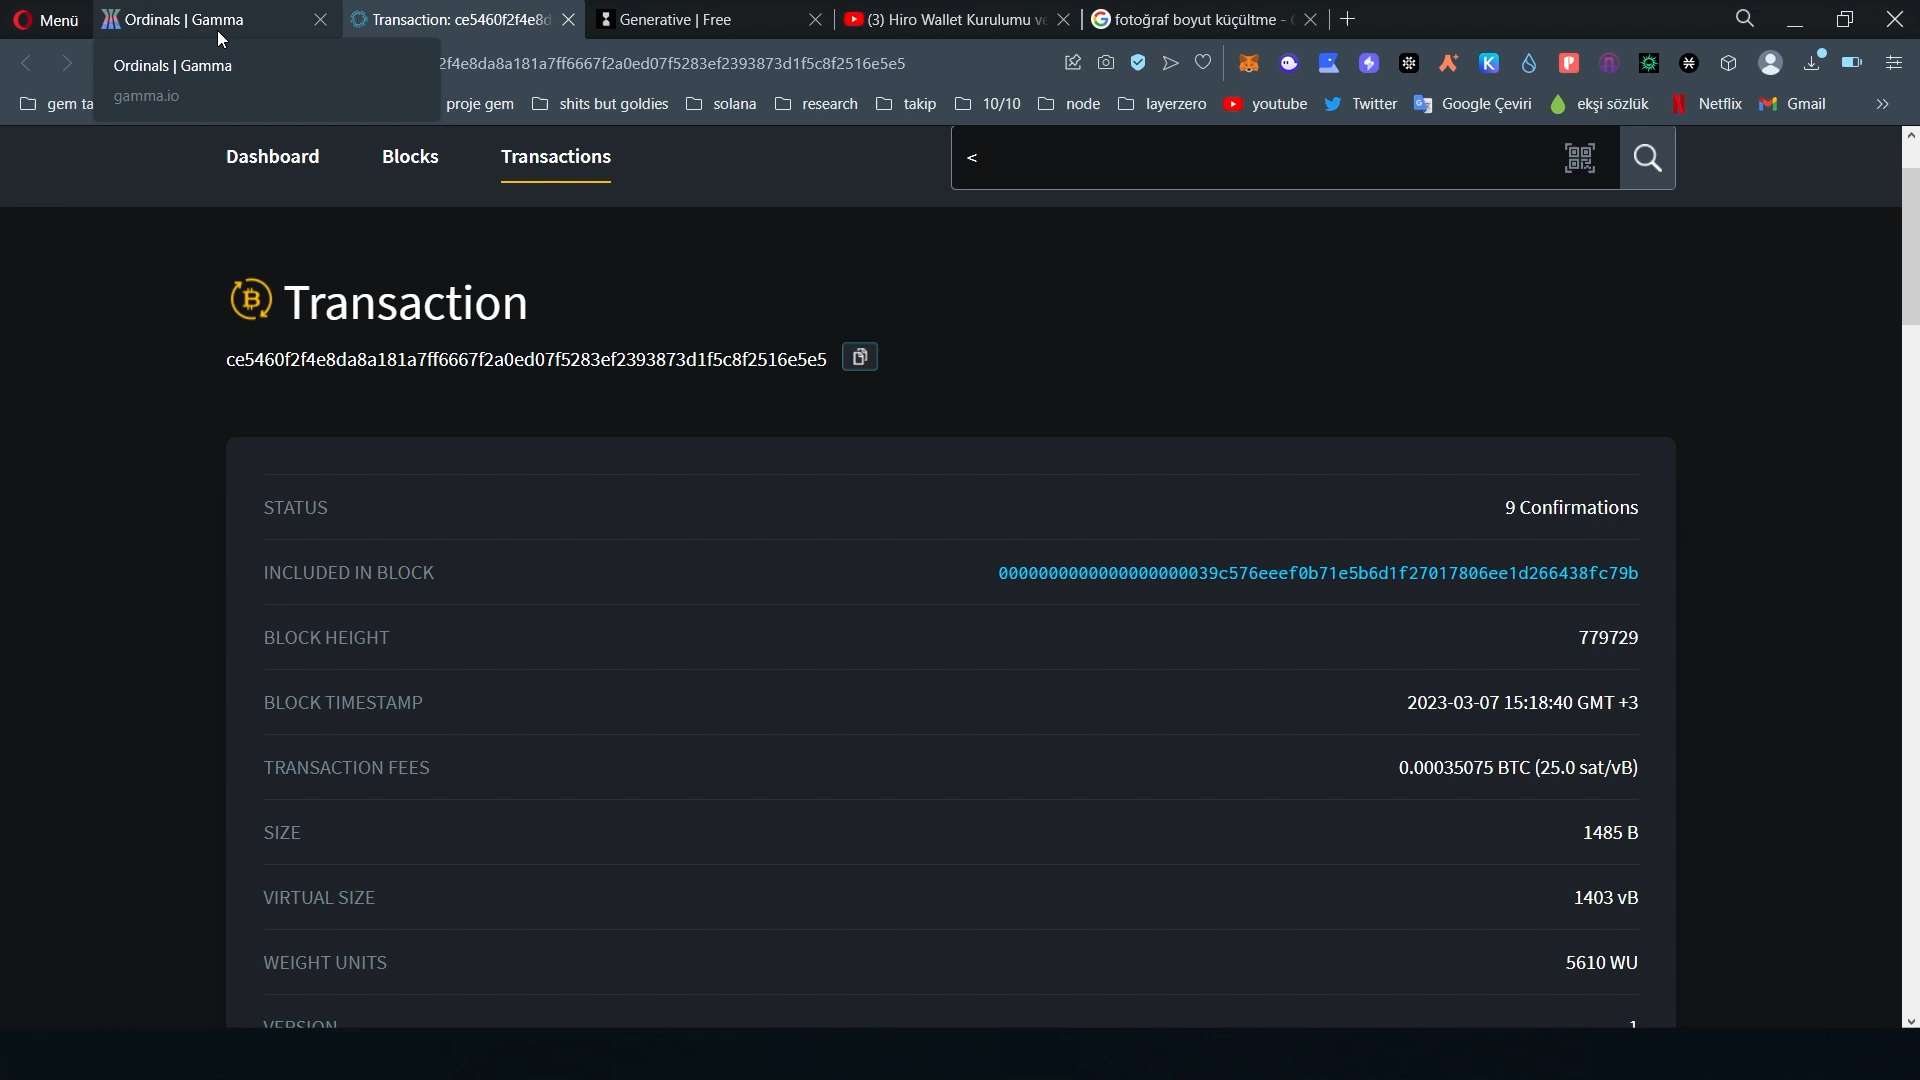 Menü
Ordinals | Gamma
Transaction: ce5460f2f4e8d
Generative | Free
(3) Hiro Wallet Kurulumu ve
fotoğraf boyut küçültme -
Ordinals | Gamma
gamma.io
2f4e8da8a181a7ff6667f2a0ed07f5283ef2393873d1f5c8f2516e5e5
gem ta
proje gem
shits but goldies
solana
research
takip
10/10
node
layerzero
youtube
Twitter
Google Çeviri
ekşi sözlük
Netflix
Gmail
Dashboard
Blocks
Transactions
<
Transaction
ce5460f2f4e8da8a181a7ff6667f2a0ed07f5283ef2393873d1f5c8f2516e5e5
STATUS
9 Confirmations
INCLUDED IN BLOCK
0000000000000000000039c576eeef0b71e5b6d1f27017806ee1d266438fc79b
BLOCK HEIGHT
779729
BLOCK TIMESTAMP
2023-03-07 15:18:40 GMT +3
TRANSACTION FEES
0.00035075 BTC (25.0 sat/vB)
SIZE
1485 B
VIRTUAL SIZE
1403 vB
WEIGHT UNITS
5610 WU
VERSION
1